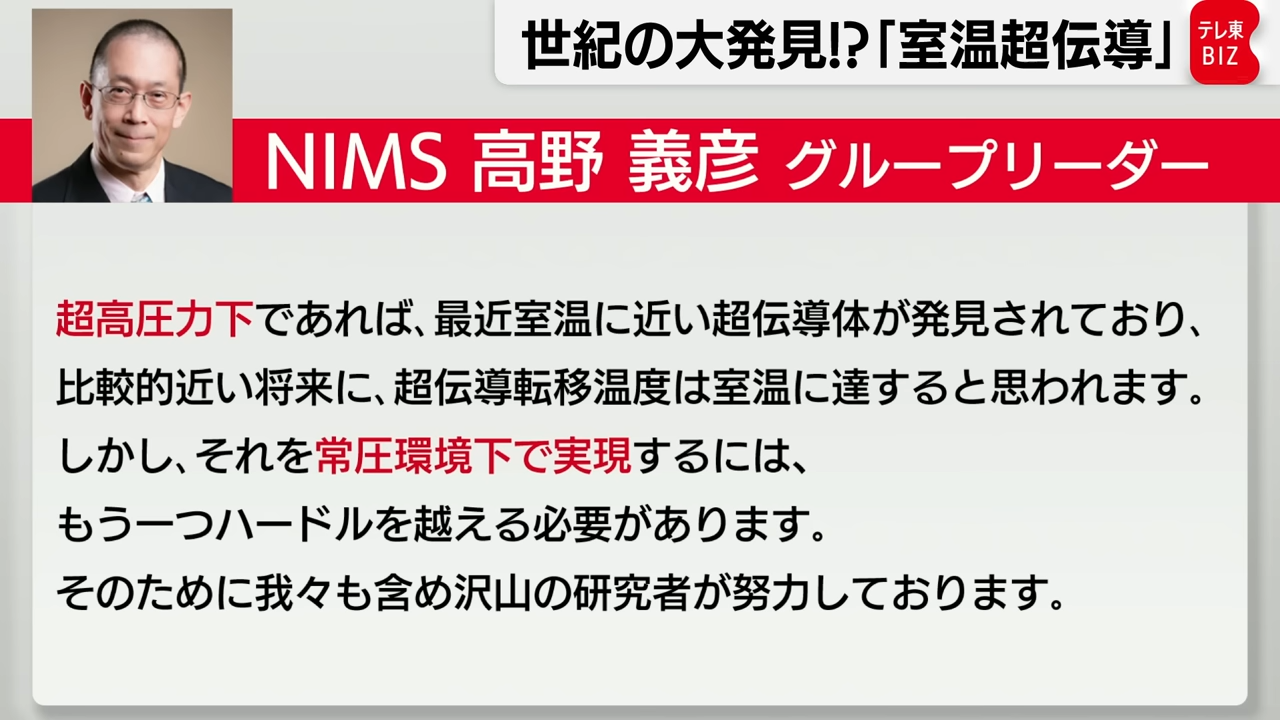 世紀の大発見!?「室温超伝導」
テレ東
BIZ
NIMS 高野 義彦 グループリーダー
超高圧力下であれば、最近室温に近い超伝導体が発見されており、
比較的近い将来に、超伝導転移温度は室温に達すると思われます。
しかし、それを常圧環境下で実現するには、
もう一つハードルを越える必要があります。
そのために我々も含め沢山の研究者が努力しております。